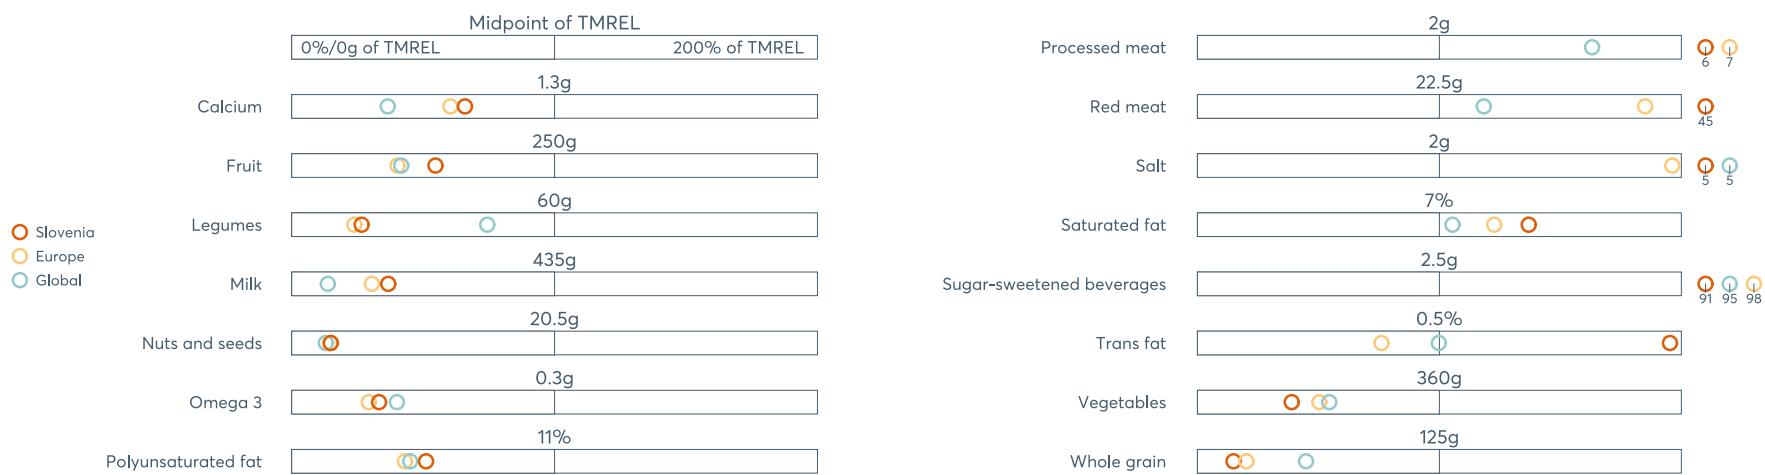 Midpoint of TMREL
0%/0g of TMREL 200% of TMREL
1.3g
Calcium
250g
Fruit
60g
Legumes
435g
Milk
20.5g
Nuts and seeds
0.3g
Omega 3
11%
Polyunsaturated fat
Slovenia
Europe
Global
2g
Processed meat
6 7
22.5g
Red meat
45
2g
Salt
5 5
7%
Saturated fat
2.5g
Sugar-sweetened beverages
91 95 98
0.5%
Trans fat
360g
Vegetables
125g
Whole grain